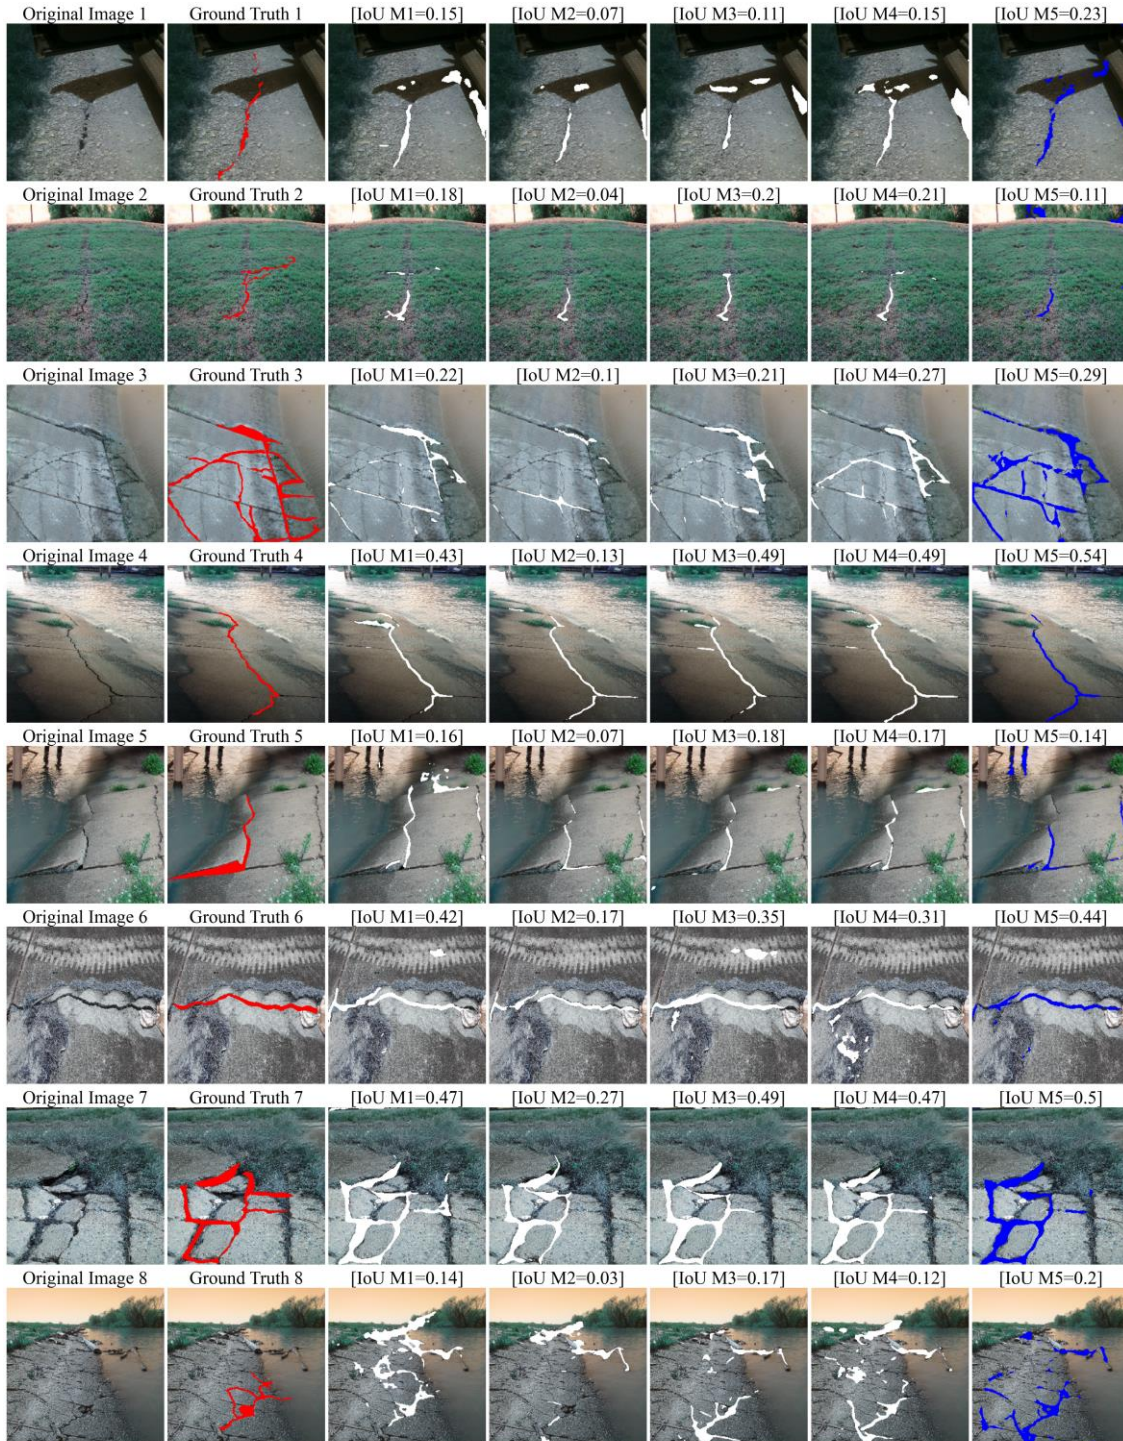 Original Image 1 Ground Truth 1 [IoU M1=0.15] [IoU M2=0.07] [IoU M3=0.11] [IoU M4=0.15] [IoU M5=0.23]
Original Image 2 Ground Truth 2 [IoU M1=0.18] [IoU M2=0.04] [IoU M3=0.2] [IoU M4=0.21] [IoU M5=0.11]
Original Image 3 Ground Truth 3 [IoU M1=0.22] [IoU M2=0.1] [IoU M3=0.21] [IoU M4=0.27] [IoU M5=0.29]
Original Image 4 Ground Truth 4 [IoU M1=0.43] [IoU M2=0.13] [IoU M3=0.49] [IoU M4=0.49] [IoU M5=0.54]
Original Image 5 Ground Truth 5 [IoU M1=0.16] [IoU M2=0.07] [IoU M3=0.18] [IoU M4=0.17] [IoU M5=0.14]
Original Image 6 Ground Truth 6 [IoU M1=0.42] [IoU M2=0.17] [IoU M3=0.35] [IoU M4=0.31] [IoU M5=0.44]
Original Image 7 Ground Truth 7 [IoU M1=0.47] [IoU M2=0.27] [IoU M3=0.49] [IoU M4=0.47] [IoU M5=0.5]
Original Image 8 Ground Truth 8 [IoU M1=0.14] [IoU M2=0.03] [IoU M3=0.17] [IoU M4=0.12] [IoU M5=0.2]